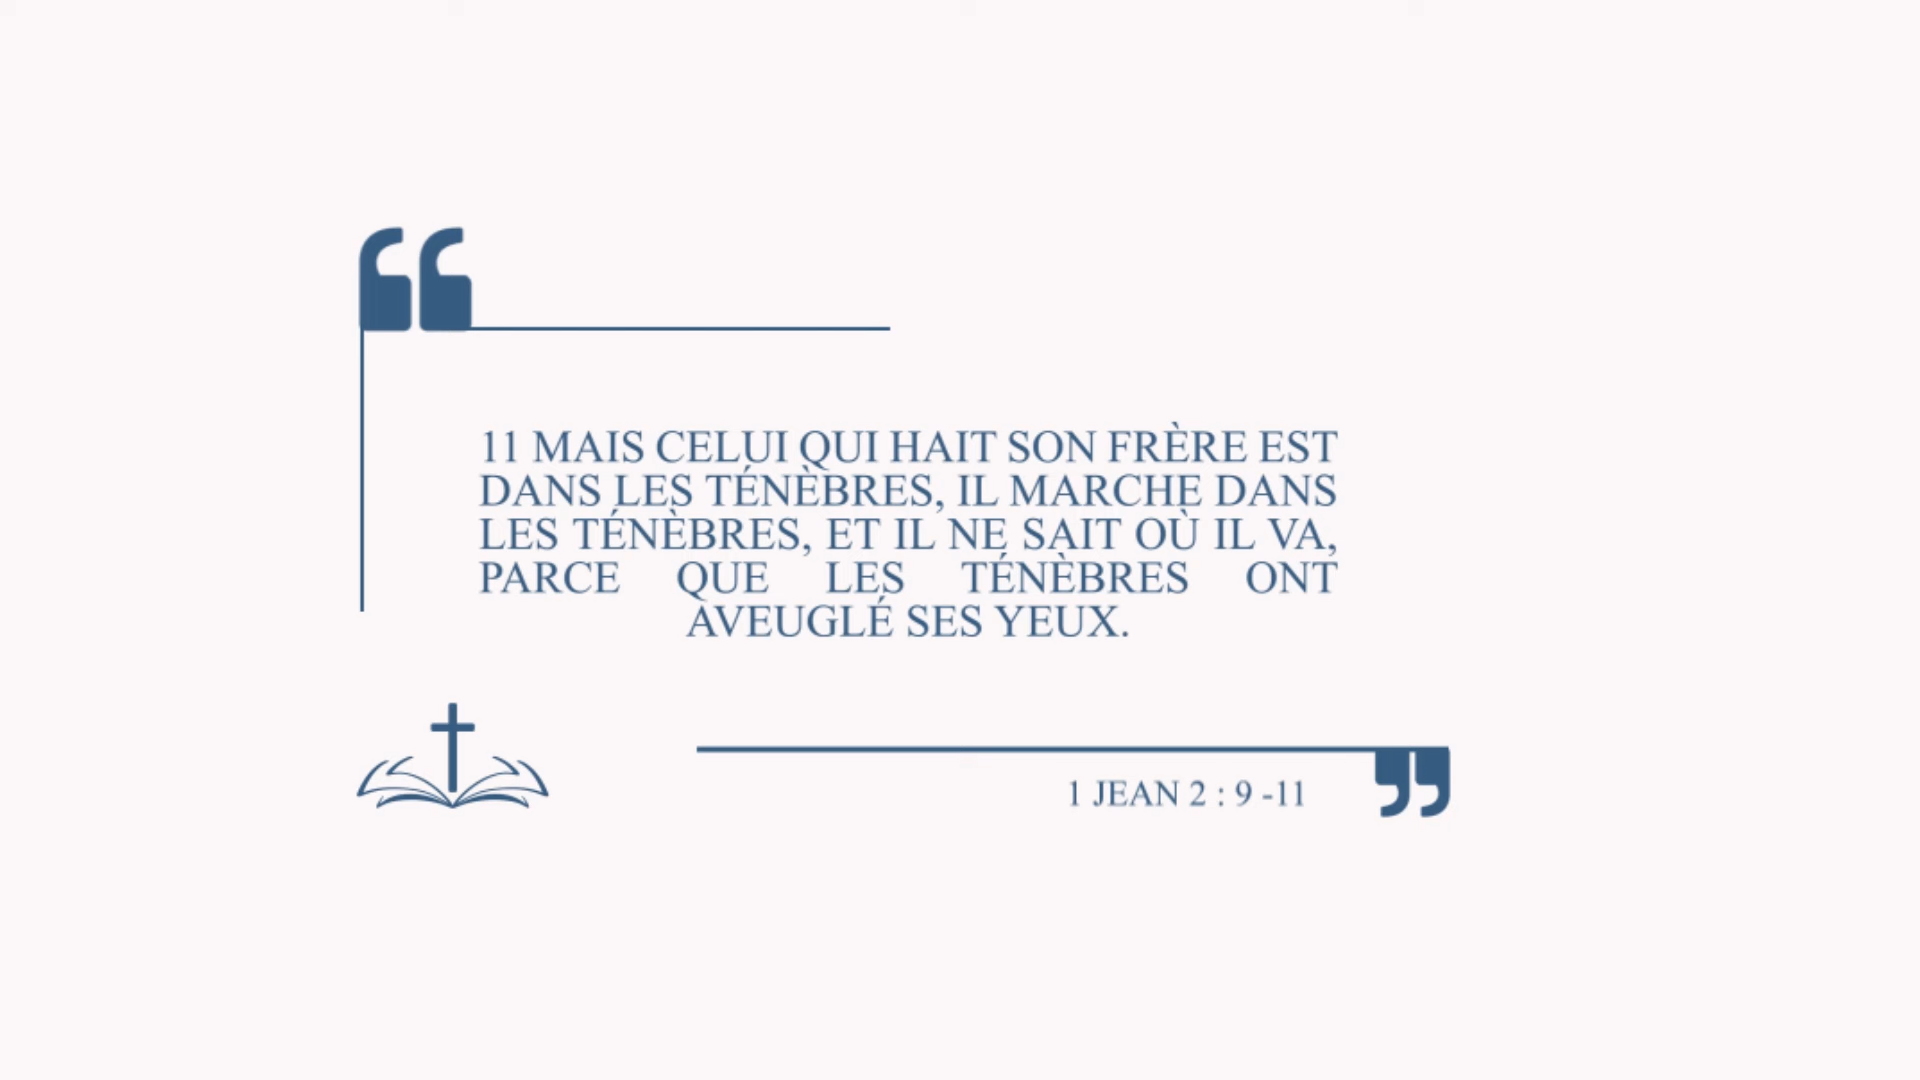 11 MAIS CELUI QUI HAIT SON FRÈRE EST
DANS LES TÉNÈBRES, IL MARCHE DANS
LES TÉNÈBRES, ET IL NE SAIT OÙ IL VA,
PARCE QUE LES TÉNÈBRES ONT
AVEUGLÉ SES YEUX.
1 JEAN 2 : 9 -11